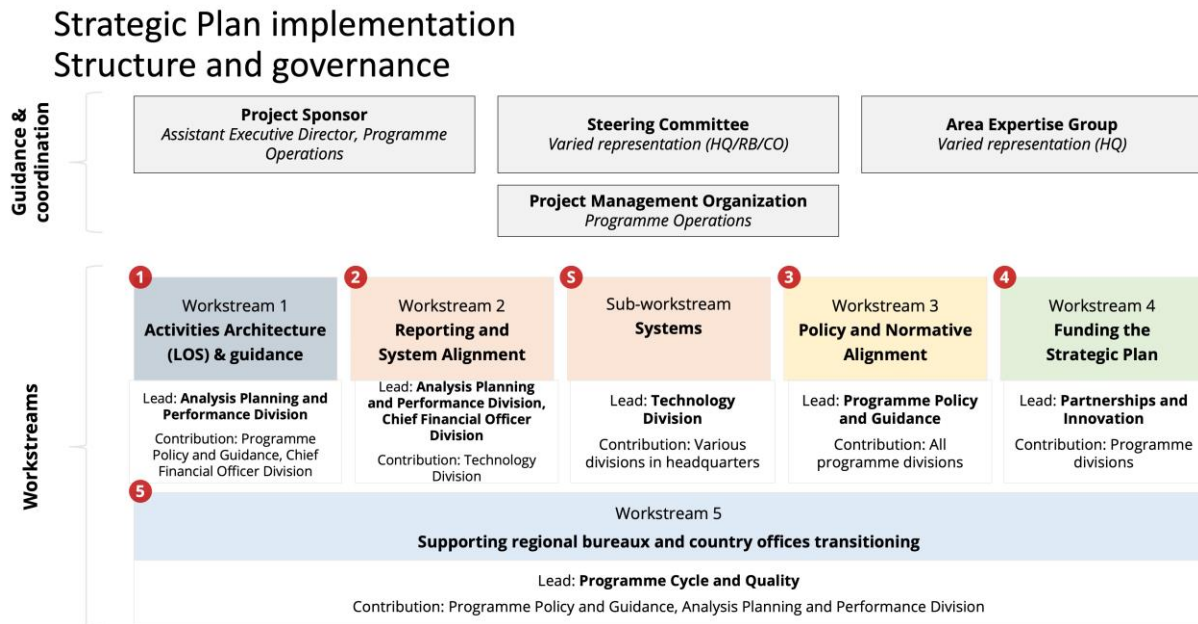 Strategic Plan implementation
Structure and governance
Guidance &
coordination
Project Sponsor
Assistant Executive Director, Programme
Operations
Steering Committee
Varied representation (HQ/RB/CO)
Area Expertise Group
Varied representation (HQ)
Project Management Organization
Programme Operations
Workstreams
1
Workstream 1
Activities Architecture
(LOS) & guidance
Lead: Analysis Planning and
Performance Division
Contribution: Programme
Policy and Guidance, Chief
Financial Officer Division
2
Workstream 2
Reporting and
System Alignment
Lead: Analysis Planning
and Performance Division,
Chief Financial Officer
Division
Contribution: Technology
Division
S
Sub-workstream
Systems
Lead: Technology
Division
Contribution: Various
divisions in headquarters
3
Workstream 3
Policy and Normative
Alignment
Lead: Programme Policy
and Guidance
Contribution: All
programme divisions
4
Workstream 4
Funding the
Strategic Plan
Lead: Partnerships and
Innovation
Contribution: Programme
divisions
5
Workstream 5
Supporting regional bureaux and country offices transitioning
Lead: Programme Cycle and Quality
Contribution: Programme Policy and Guidance, Analysis Planning and Performance Division